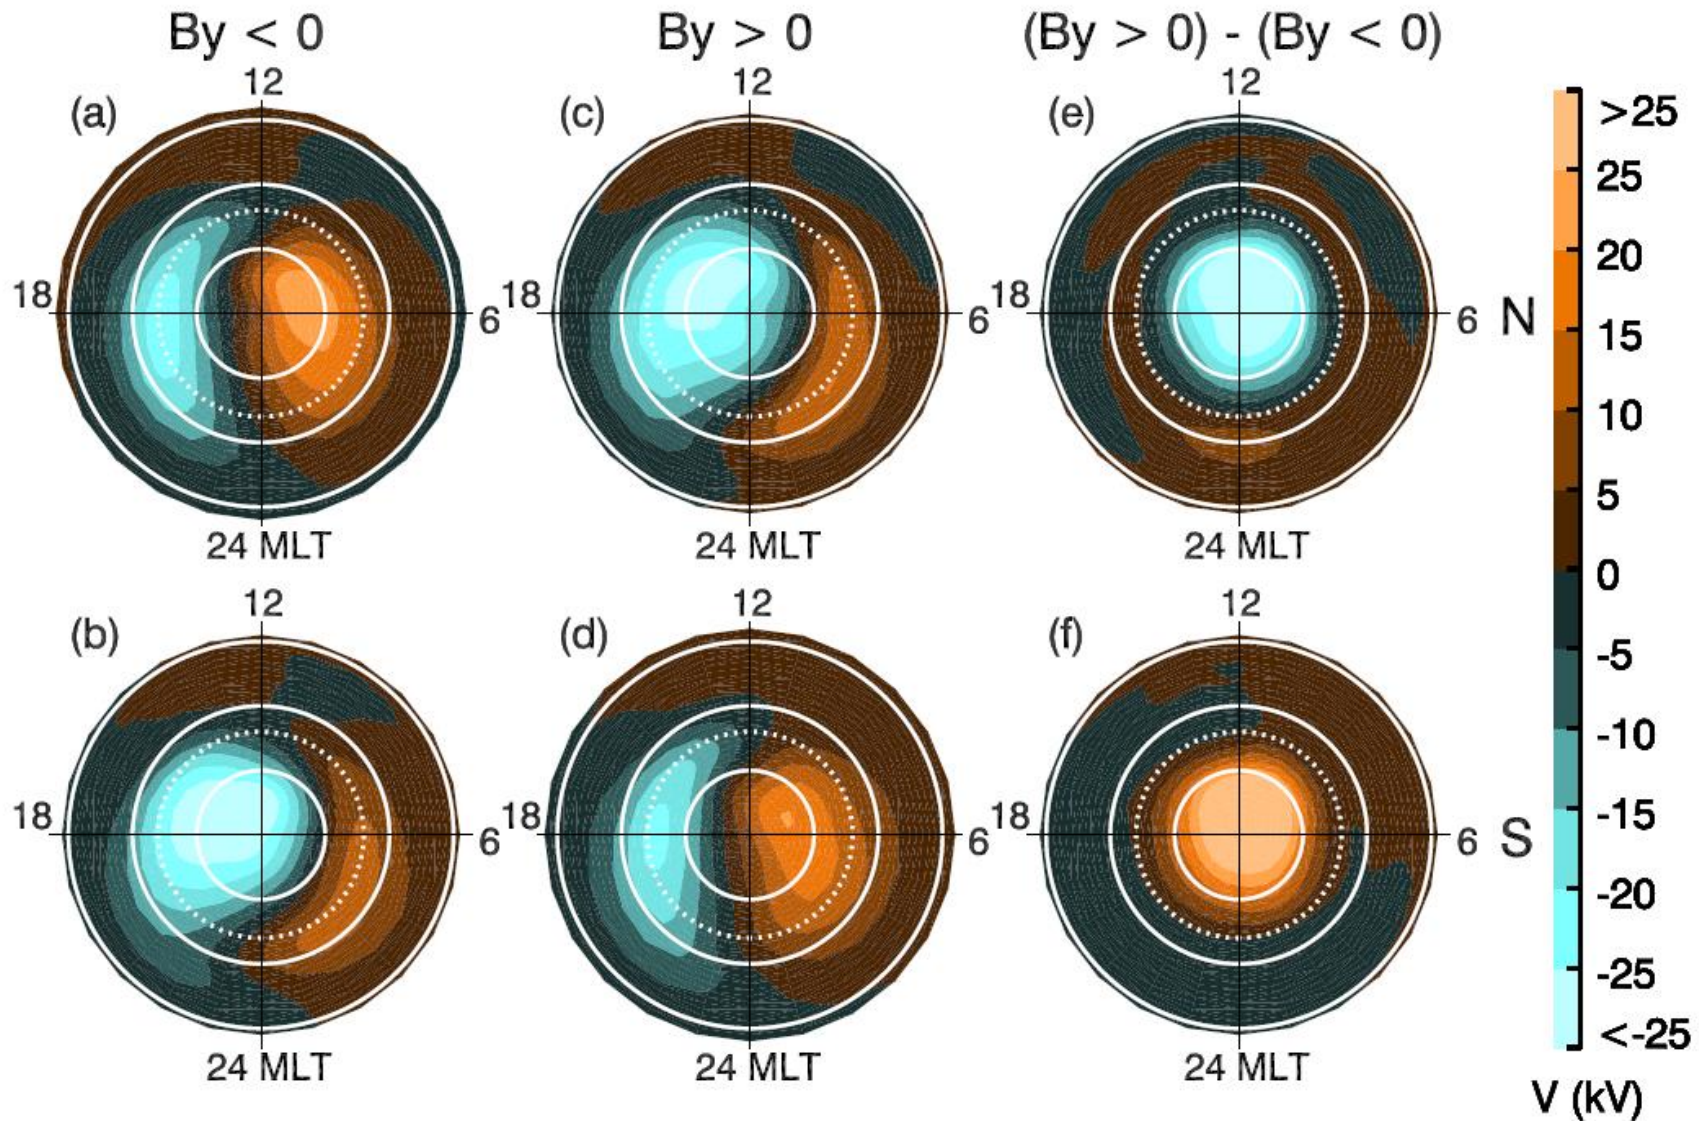 By < 0
By > 0
(By > 0) - (By < 0)
12
12
12
(a)
(c)
(e)
18
6
18
6
18
6
N
24 MLT
24 MLT
24 MLT
12
12
12
(b)
(d)
(f)
18
6
18
6
18
6
S
24 MLT
24 MLT
24 MLT
>25
25
20
15
10
5
0
-5
-10
-15
-20
-25
<-25
V (kV)